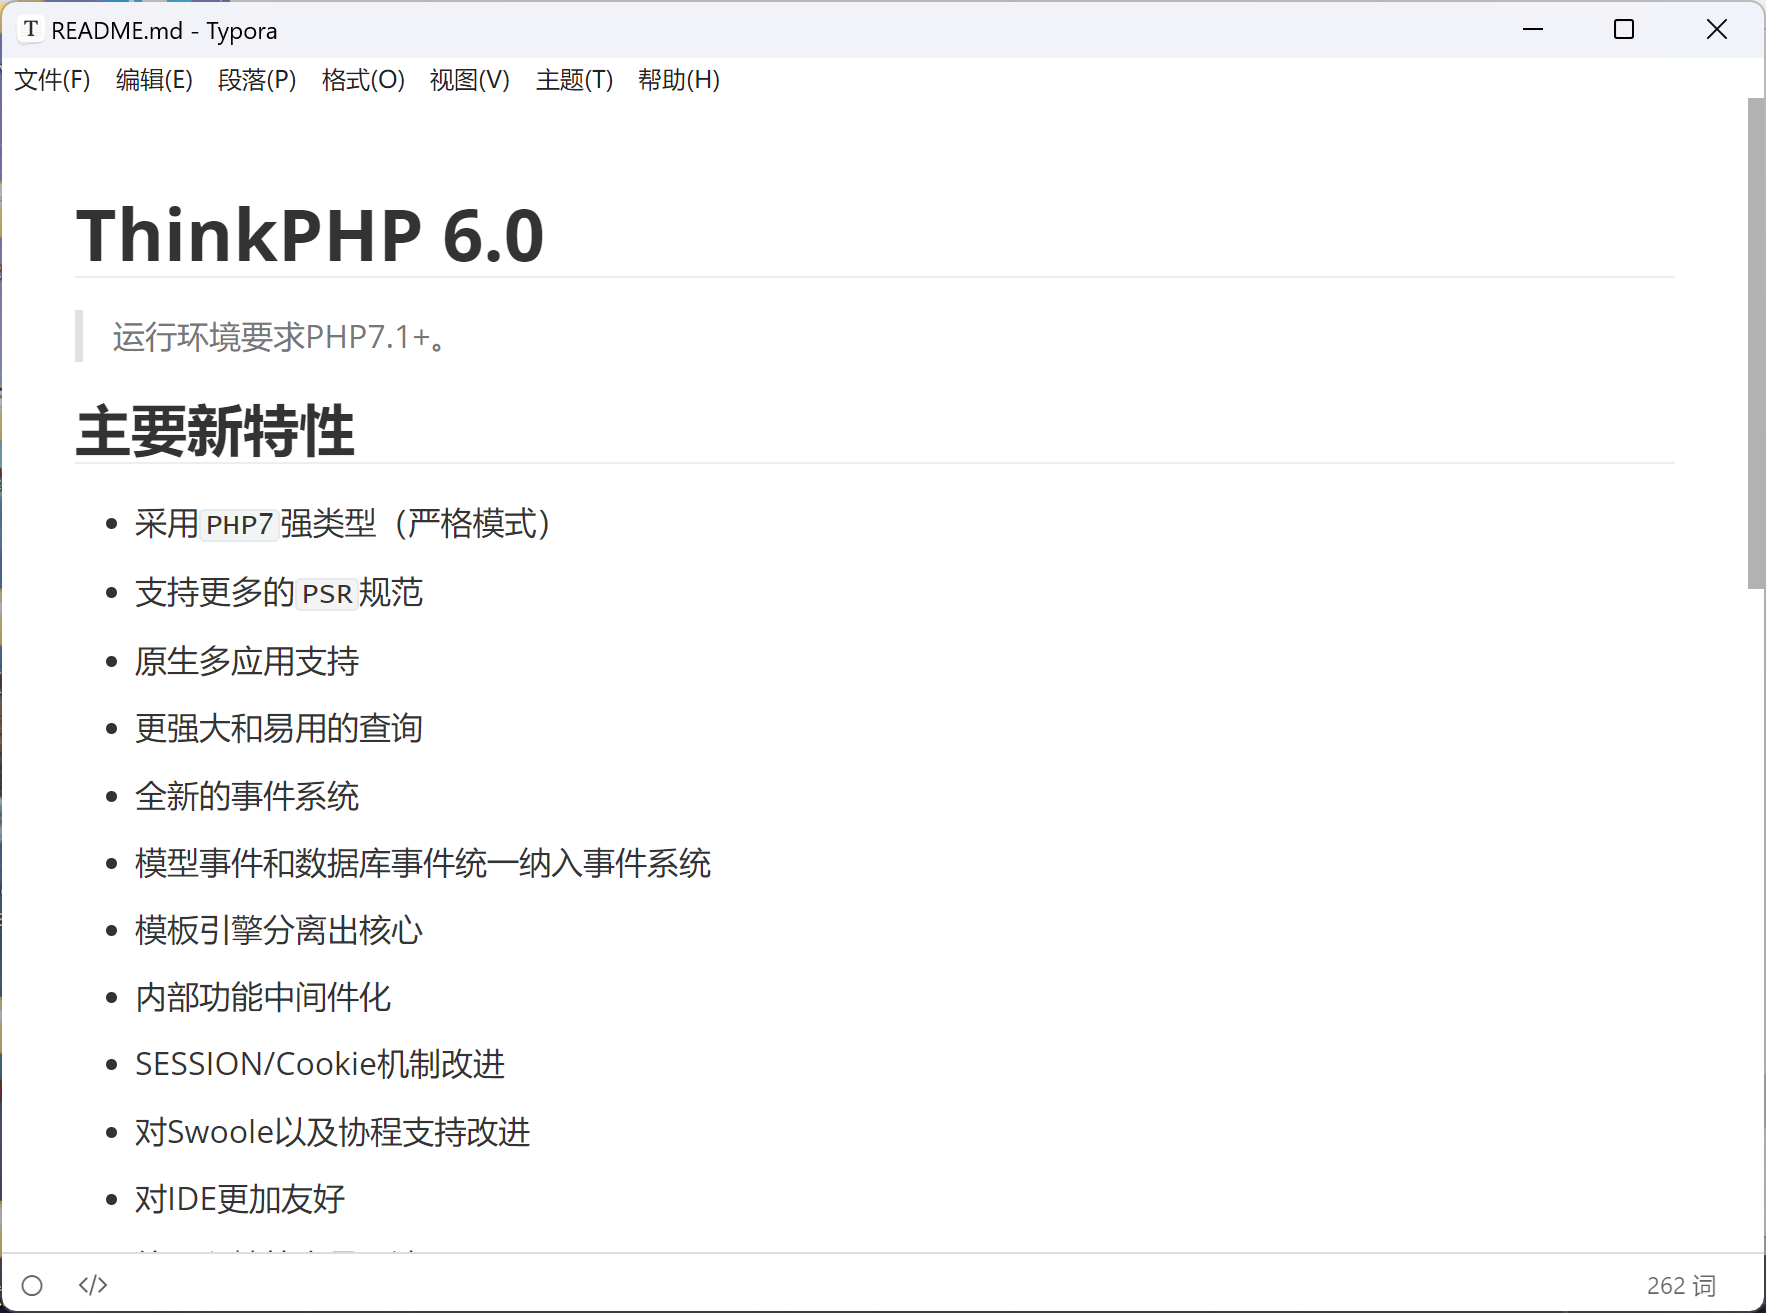 T README.md - Typora
文件(F) 编辑(E) 段落(P) 格式(O) 视图(V) 主题(T) 帮助(H)
ThinkPHP 6.0
运行环境要求PHP7.1+。
主要新特性
采用PHP7强类型（严格模式）
支持更多的PSR规范
原生多应用支持
更强大和易用的查询
全新的事件系统
模型事件和数据库事件统一纳入事件系统
模板引擎分离出核心
内部功能中间件化
SESSION/Cookie机制改进
对Swoole以及协程支持改进
对IDE更加友好
</> 262 词